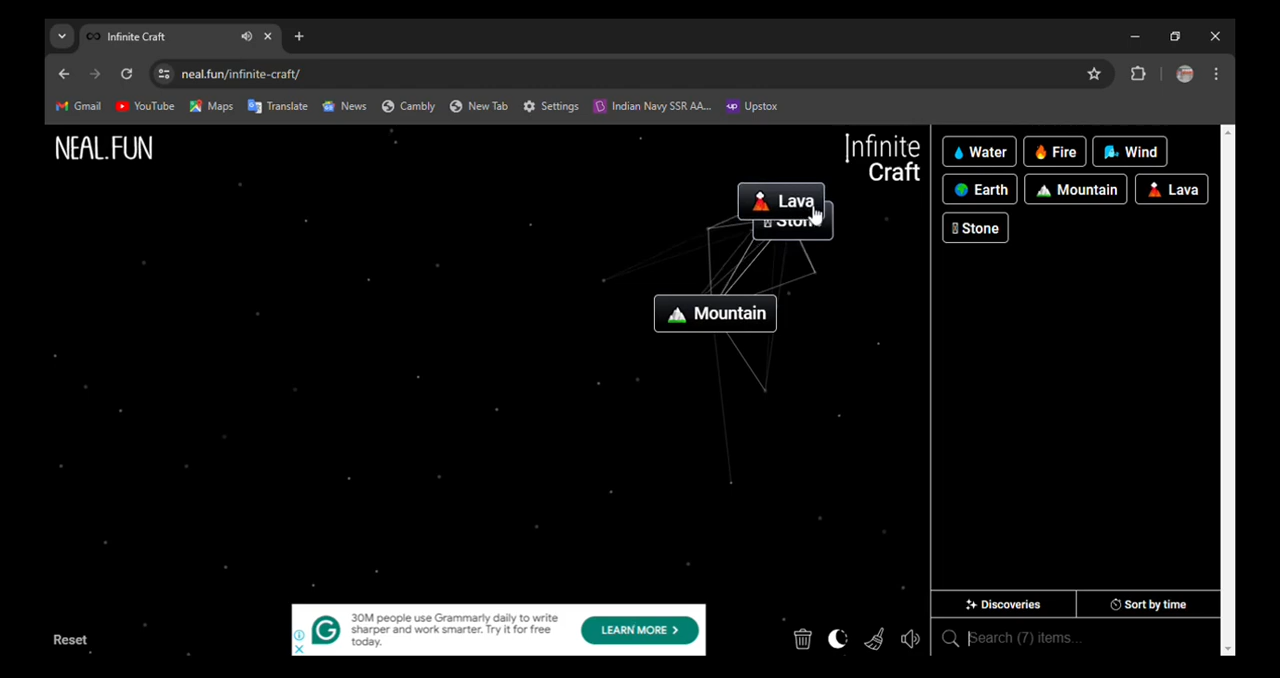 Infinite Craft
neal.fun/infinite-craft/
Gmail YouTube Maps Translate News Cambly New Tab Settings Indian Navy SSR AA... Upstox
NEAL.FUN
Infinite
Craft
Water Fire Wind
Earth Mountain Lava
Stone
Lava
Stone
Mountain
30M people use Grammarly daily to write
sharper and work smarter. Try it for free
today.
LEARN MORE >
Discoveries Sort by time
Reset
Search (7) items...